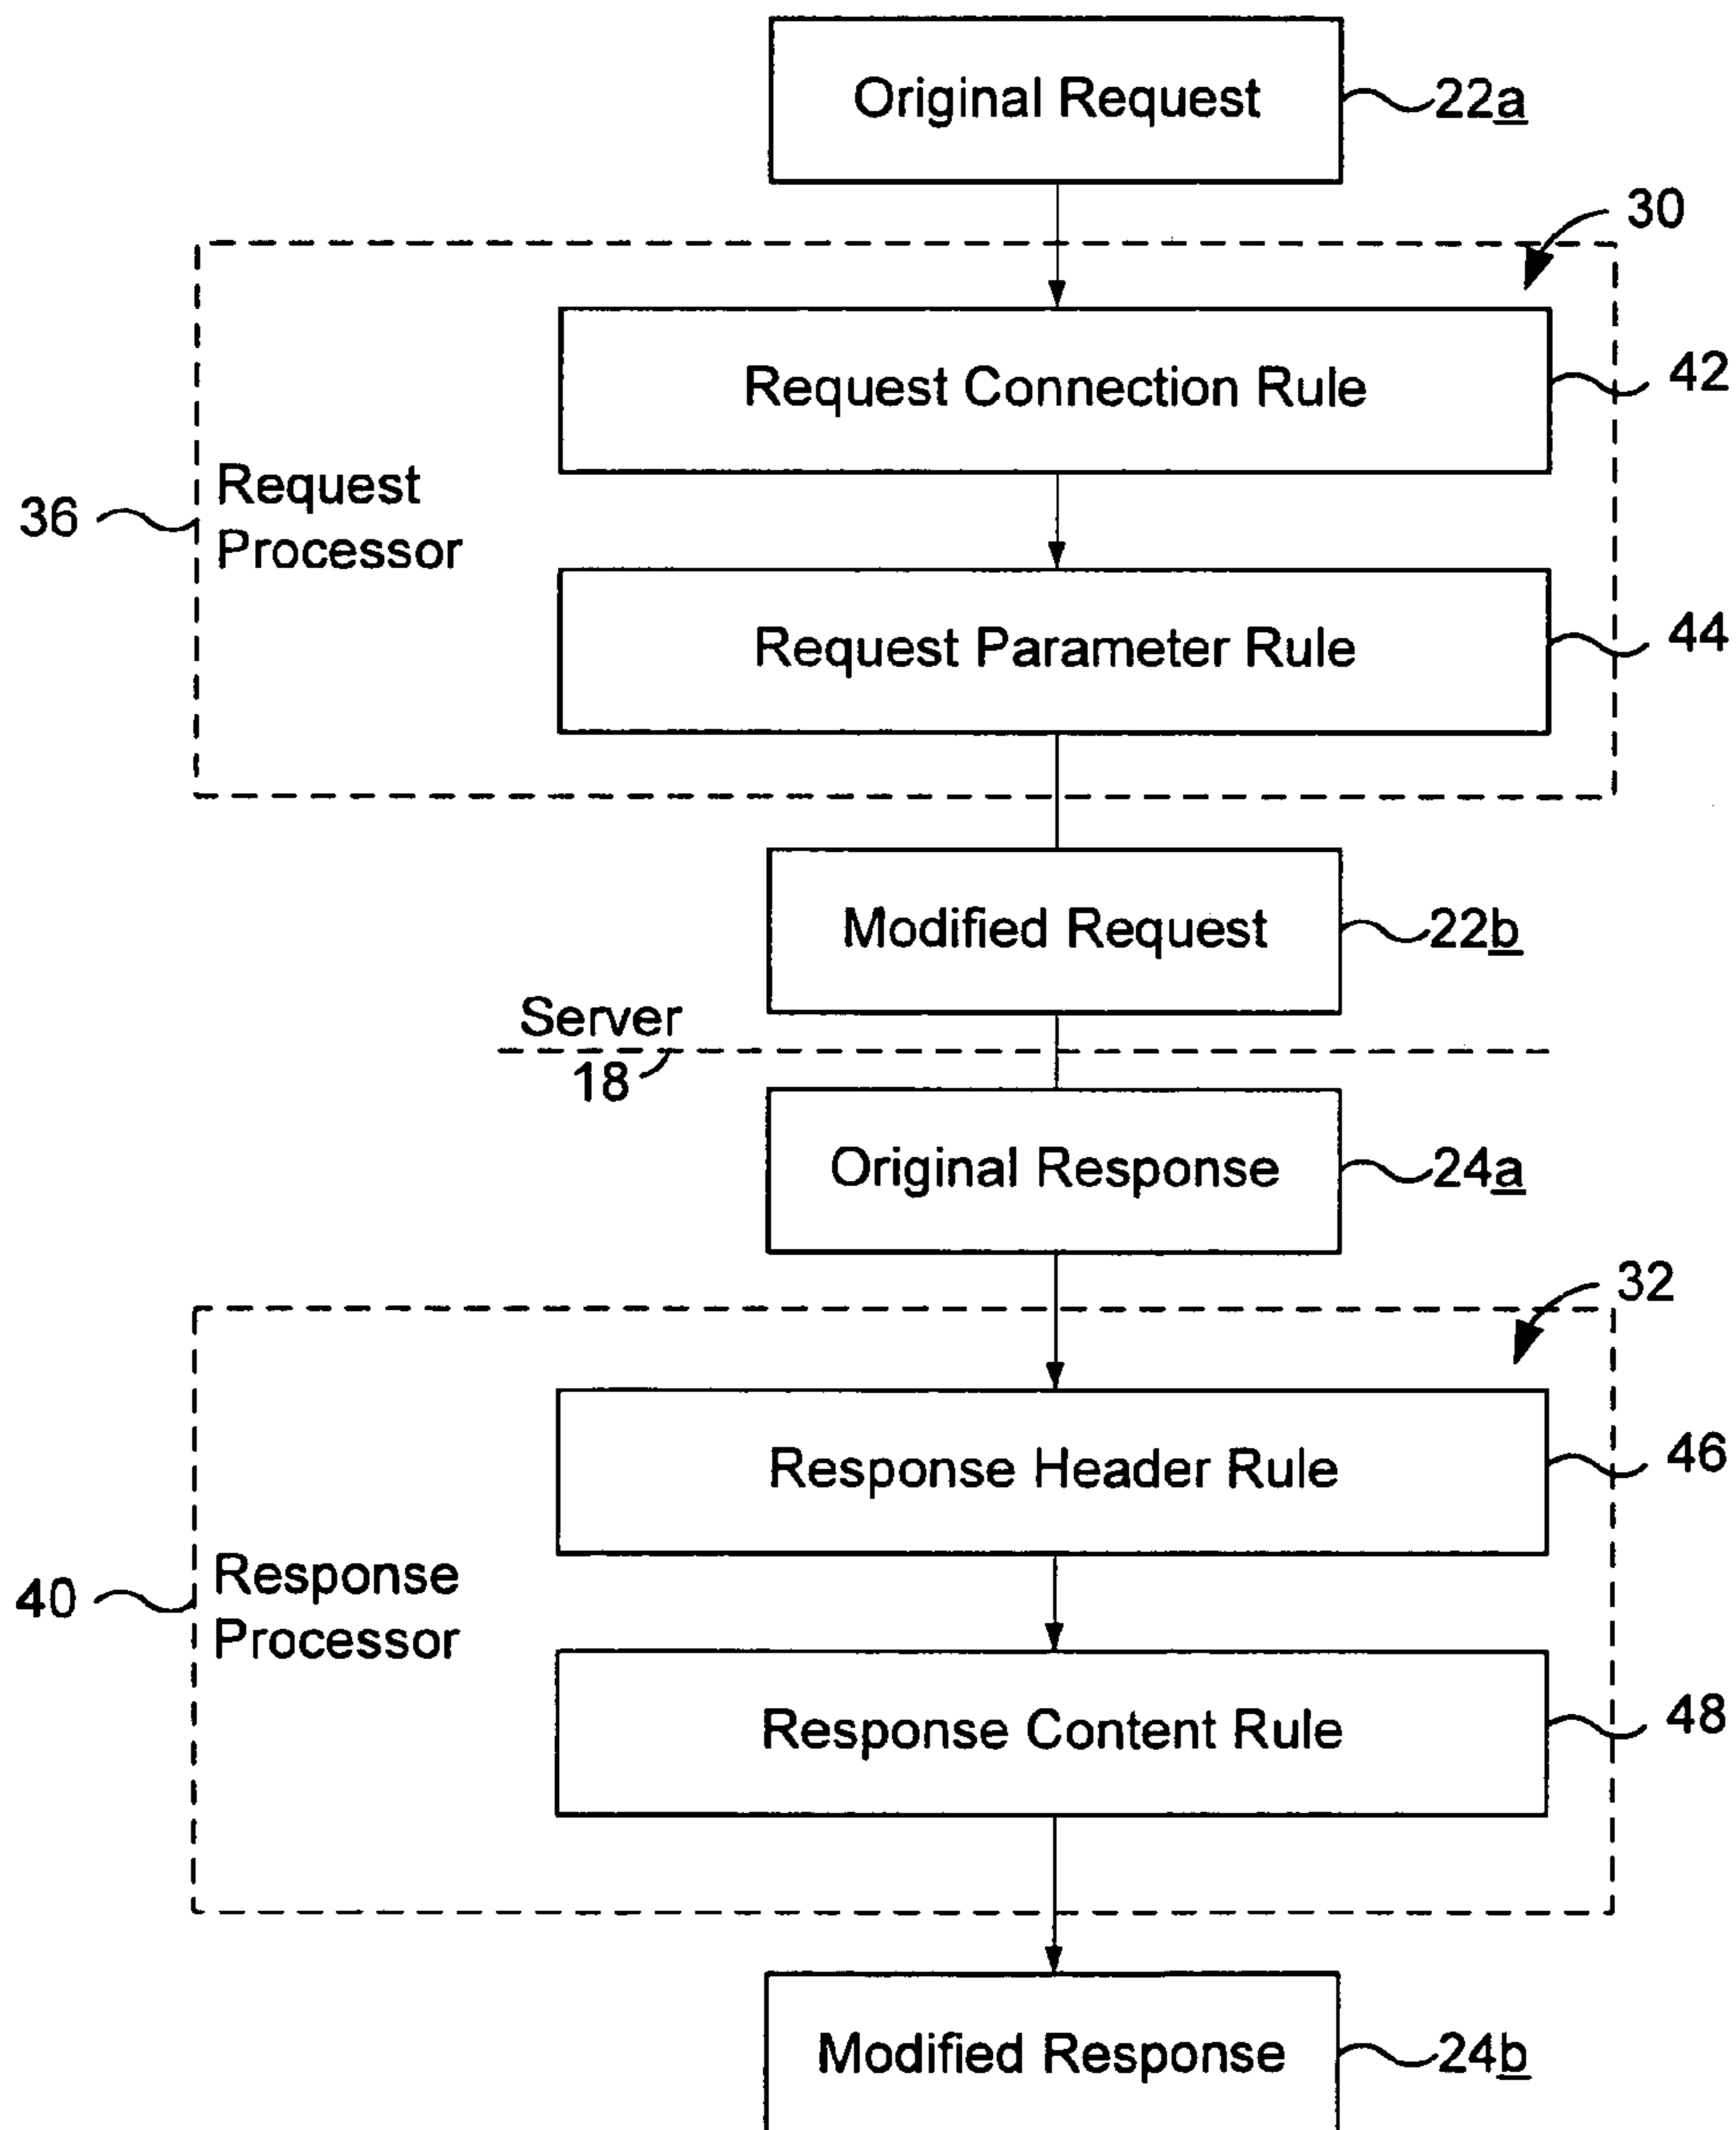 Original Request
22a
30
Request Connection Rule
42
Request
Processor
36
Request Parameter Rule
44
Modified Request
22b
Server
18
Original Response
24a
32
Response Header Rule
46
Response
Processor
40
Response Content Rule
48
Modified Response
24b